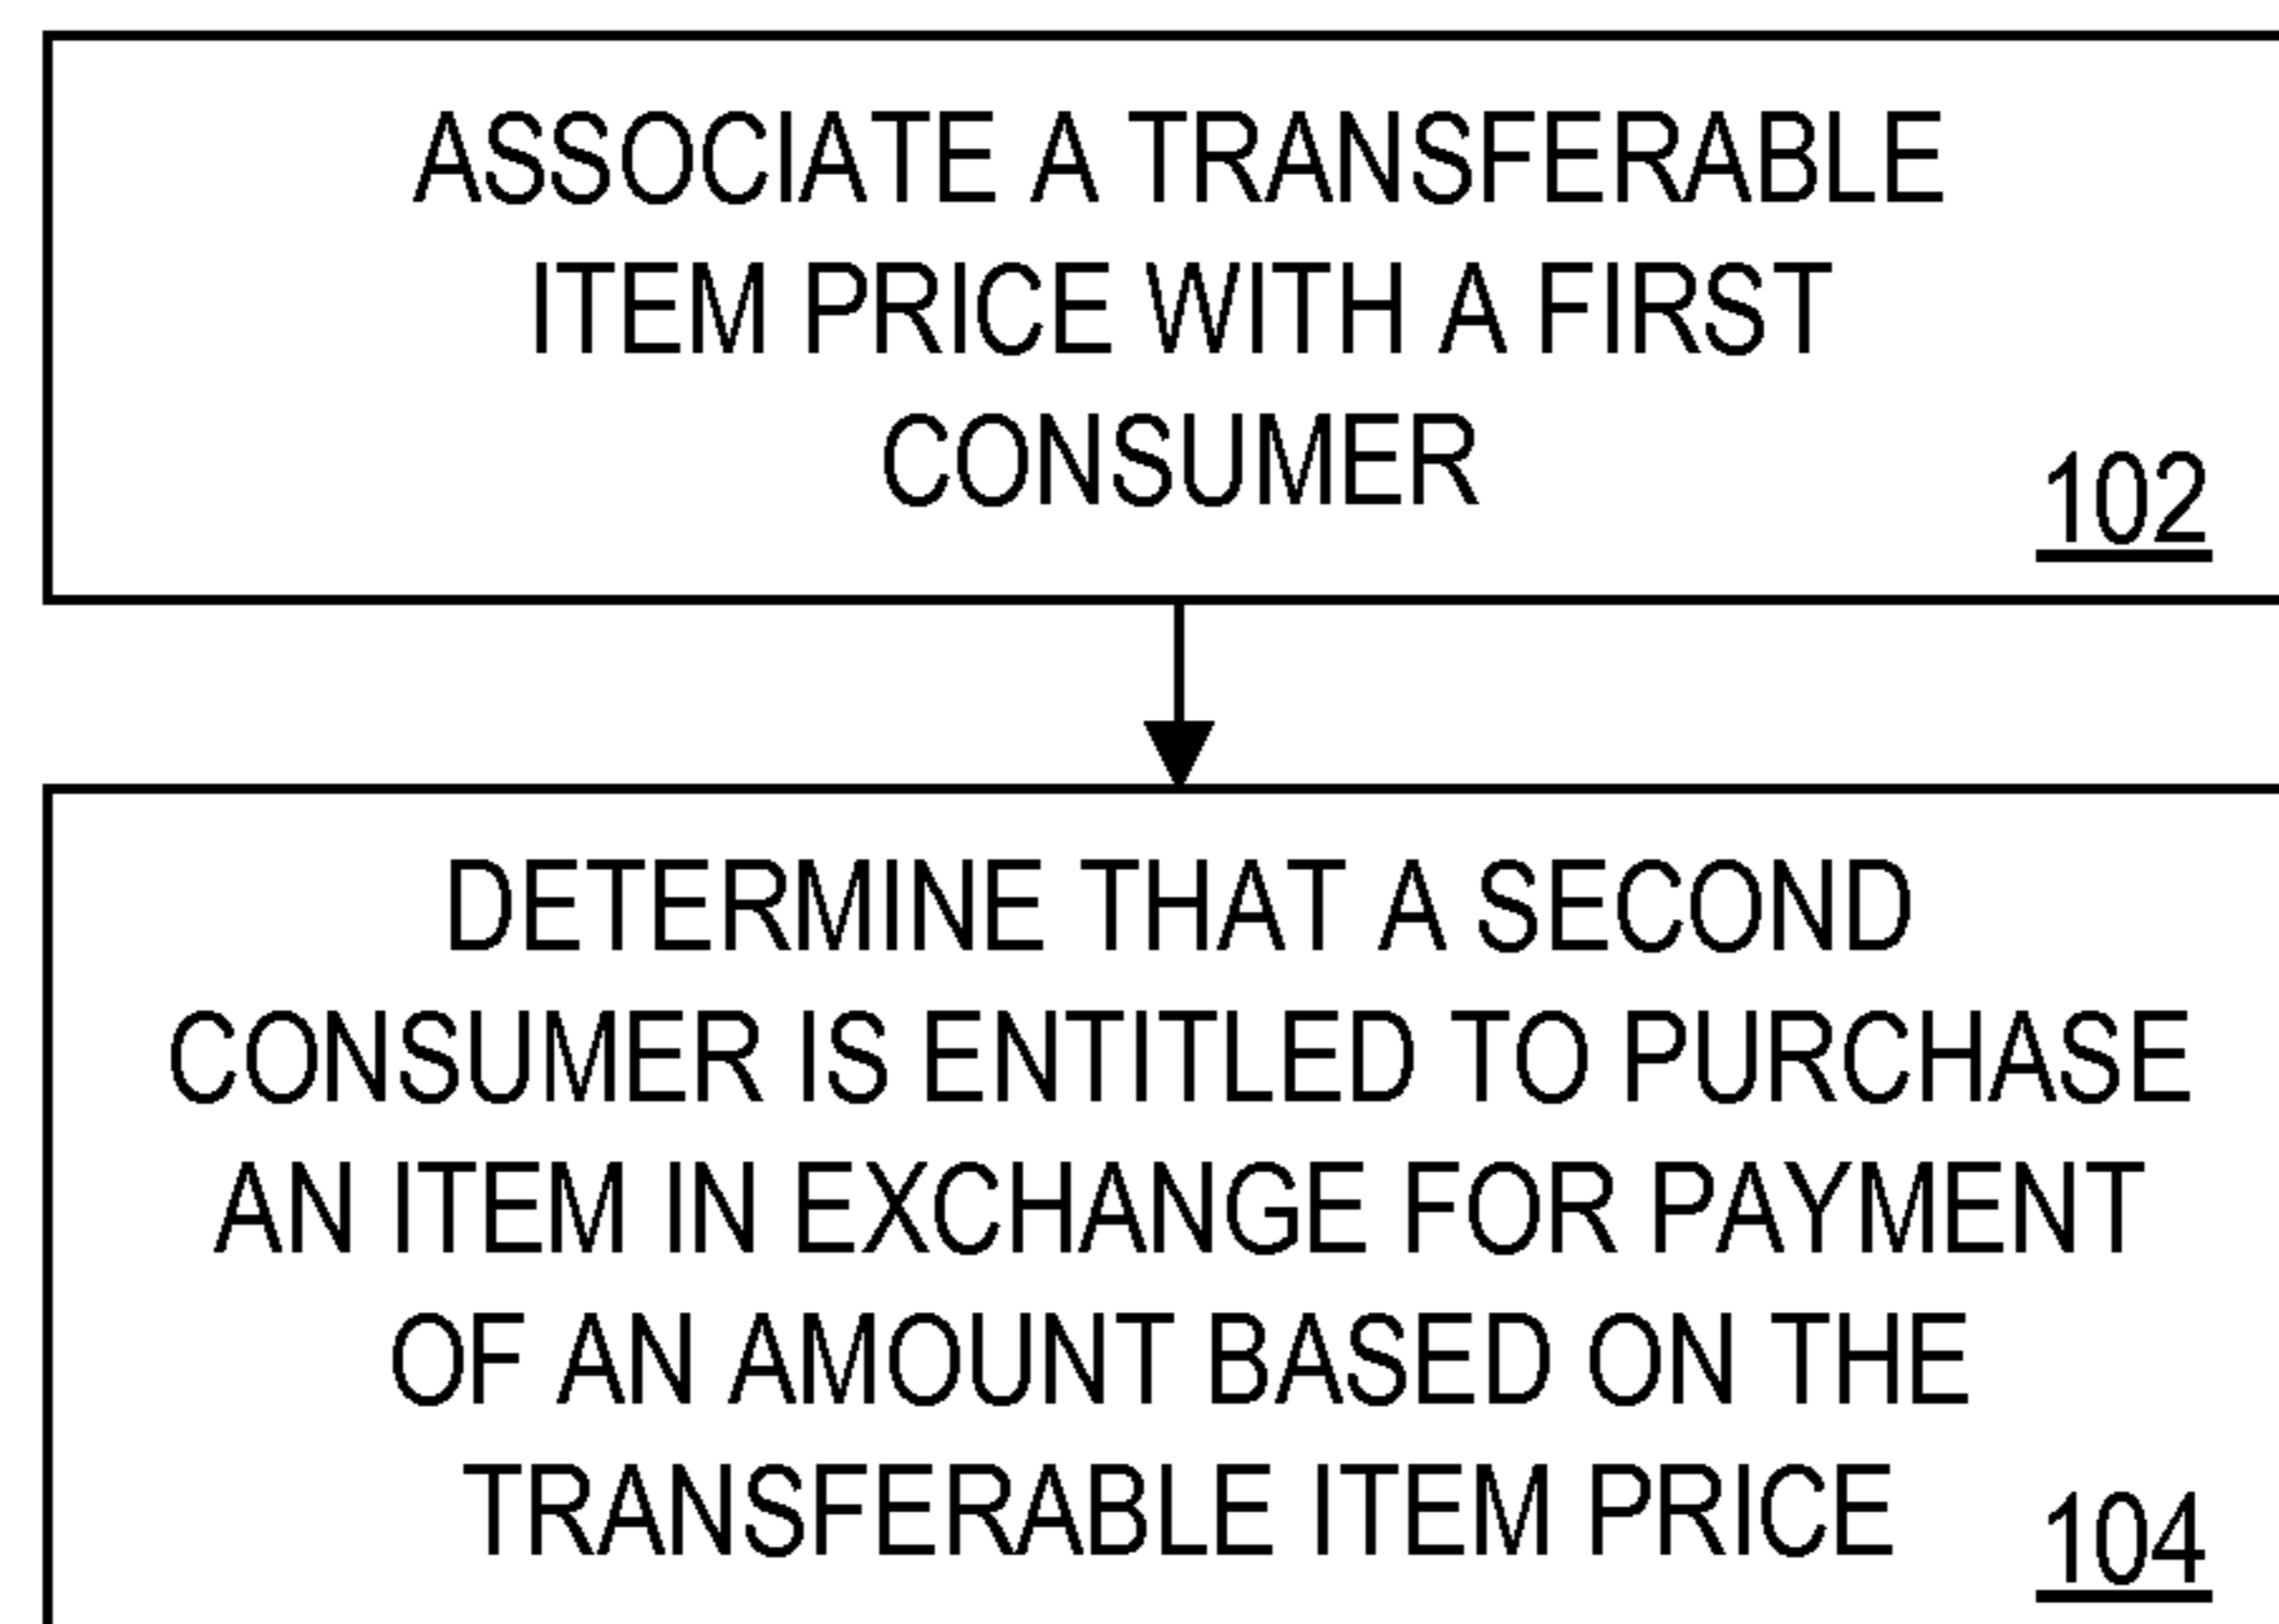 ASSOCIATE A TRANSFERABLE
ITEM PRICE WITH A FIRST
CONSUMER
102
DETERMINE THAT A SECOND
CONSUMER IS ENTITLED TO PURCHASE
AN ITEM IN EXCHANGE FOR PAYMENT
OF AN AMOUNT BASED ON THE
TRANSFERABLE ITEM PRICE
104